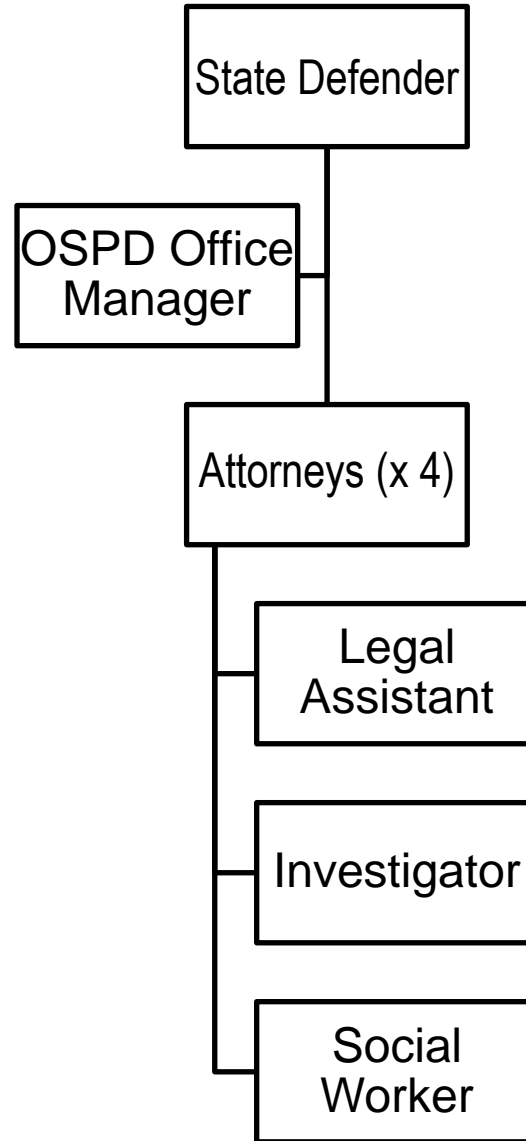 State Defender
OSPD Office
Manager
Attorneys (x 4)
Legal
Assistant
Investigator
Social
Worker